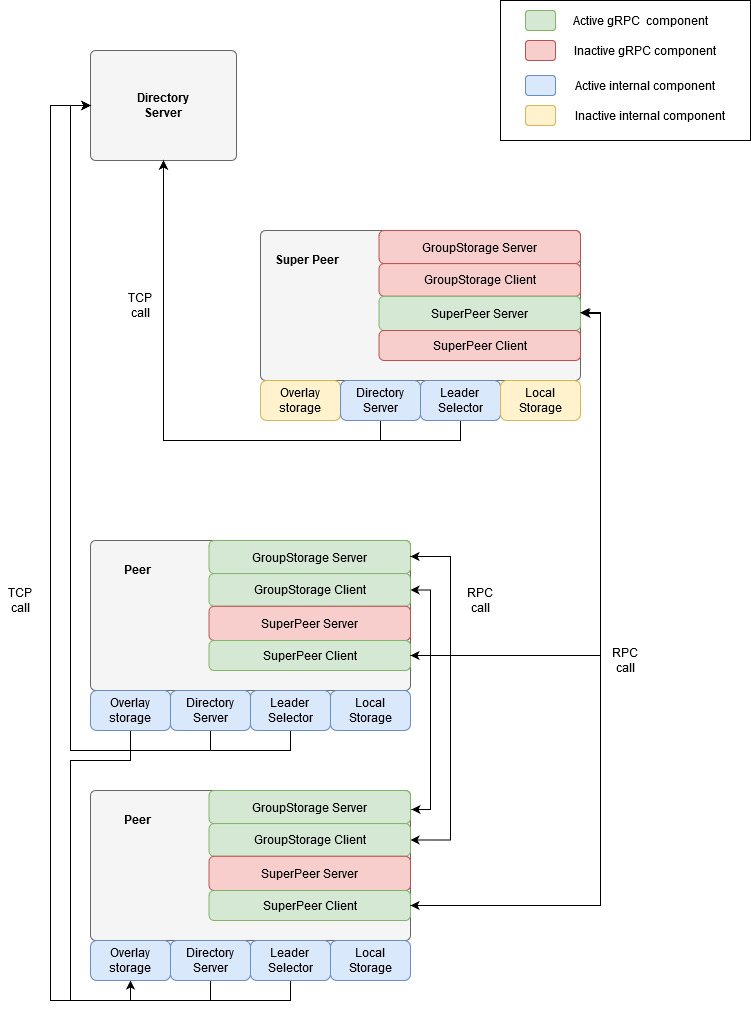 Active gRPC  component
Inactive gRPC component
Active internal component
Inactive internal component
Directory
Server
Super Peer
GroupStorage Server
GroupStorage Client
SuperPeer Server
SuperPeer Client
TCP
call
Overlay
storage
Directory
Server
Leader
Selector
Local
Storage
Peer
GroupStorage Server
GroupStorage Client
SuperPeer Server
SuperPeer Client
TCP
call
RPC
call
RPC
call
Overlay
storage
Directory
Server
Leader
Selector
Local
Storage
Peer
GroupStorage Server
GroupStorage Client
SuperPeer Server
SuperPeer Client
Overlay
storage
Directory
Server
Leader
Selector
Local
Storage